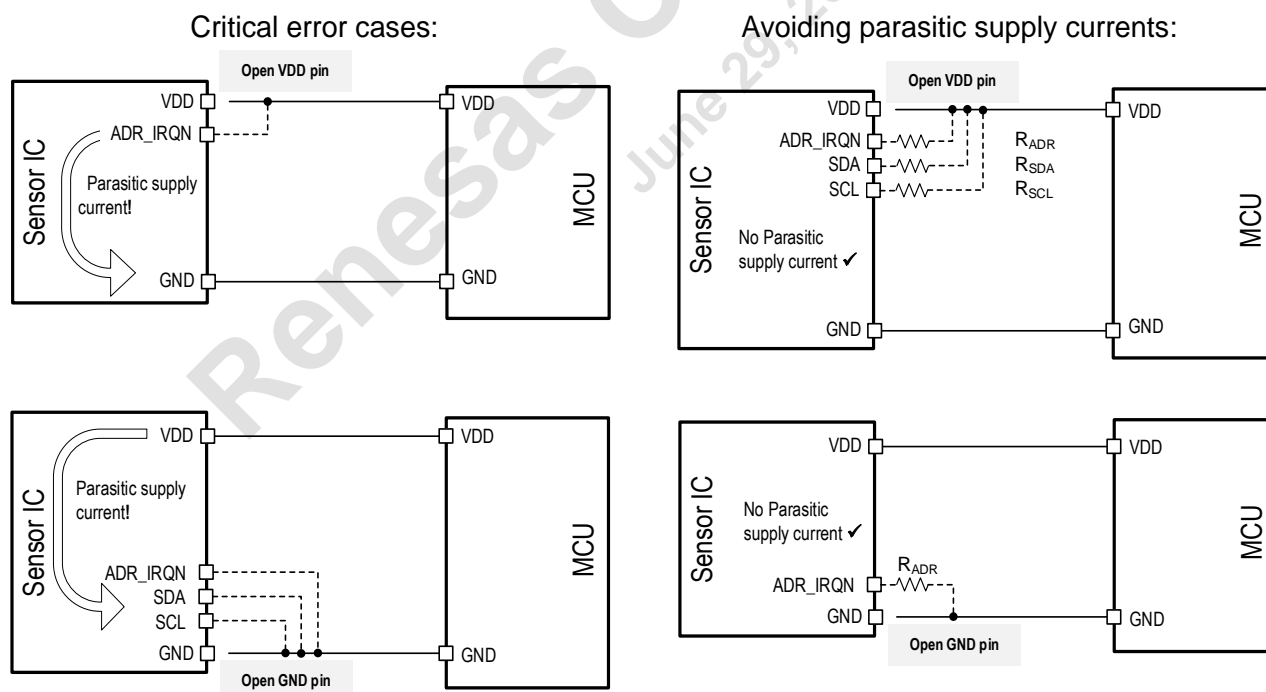 Critical error cases:
Open VDD pin
VDD
ADR_IRQN
Parasitic supply
current!
GND
Sensor IC
VDD
GND
MCU
Avoiding parasitic supply currents:
Open VDD pin
VDD
ADR_IRQN
SDA
SCL
RADR
RSDA
RSCL
No Parasitic
supply current ✓
GND
Sensor IC
VDD
GND
MCU
VDD
Parasitic supply
current!
ADR_IRQN
SDA
SCL
GND
Open GND pin
Sensor IC
VDD
GND
MCU
VDD
No Parasitic
supply current ✓
RADR
ADR_IRQN
GND
Open GND pin
Sensor IC
VDD
GND
MCU
Renesas
June 29,